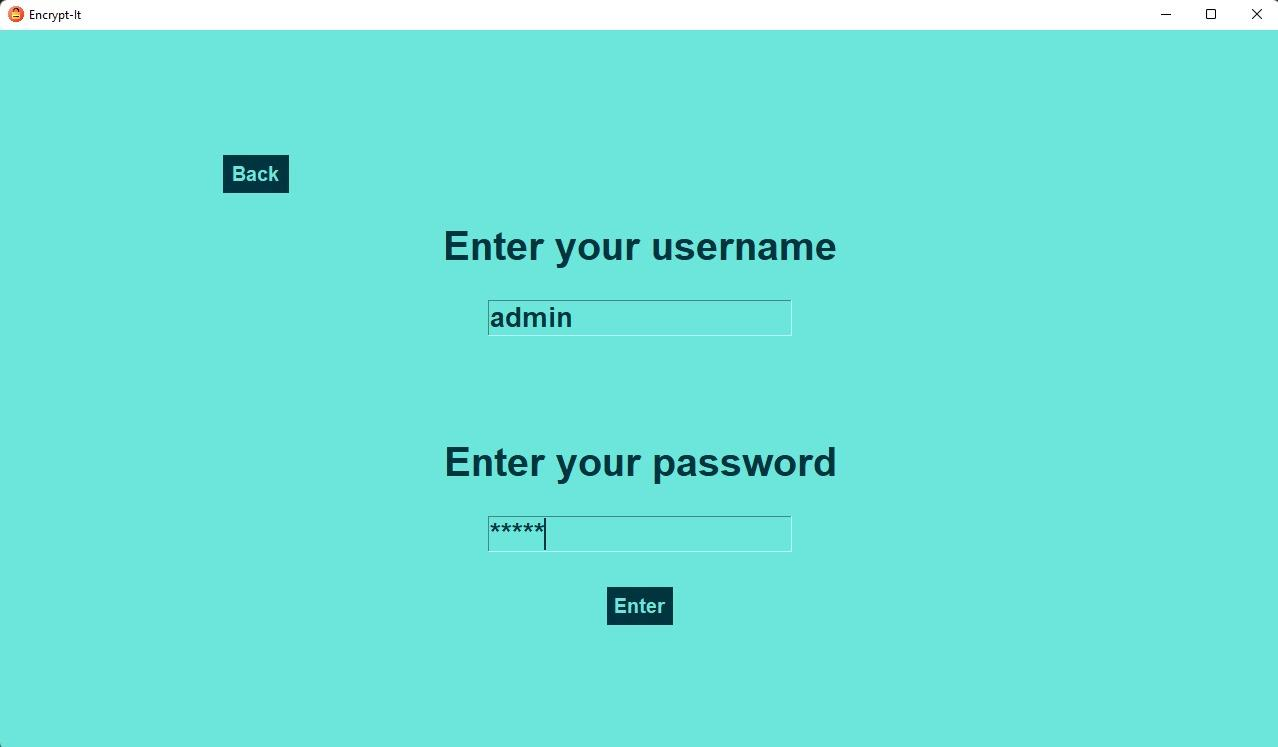 Encrypt-It
Back
Enter your username
admin
Enter your password
*****
Enter